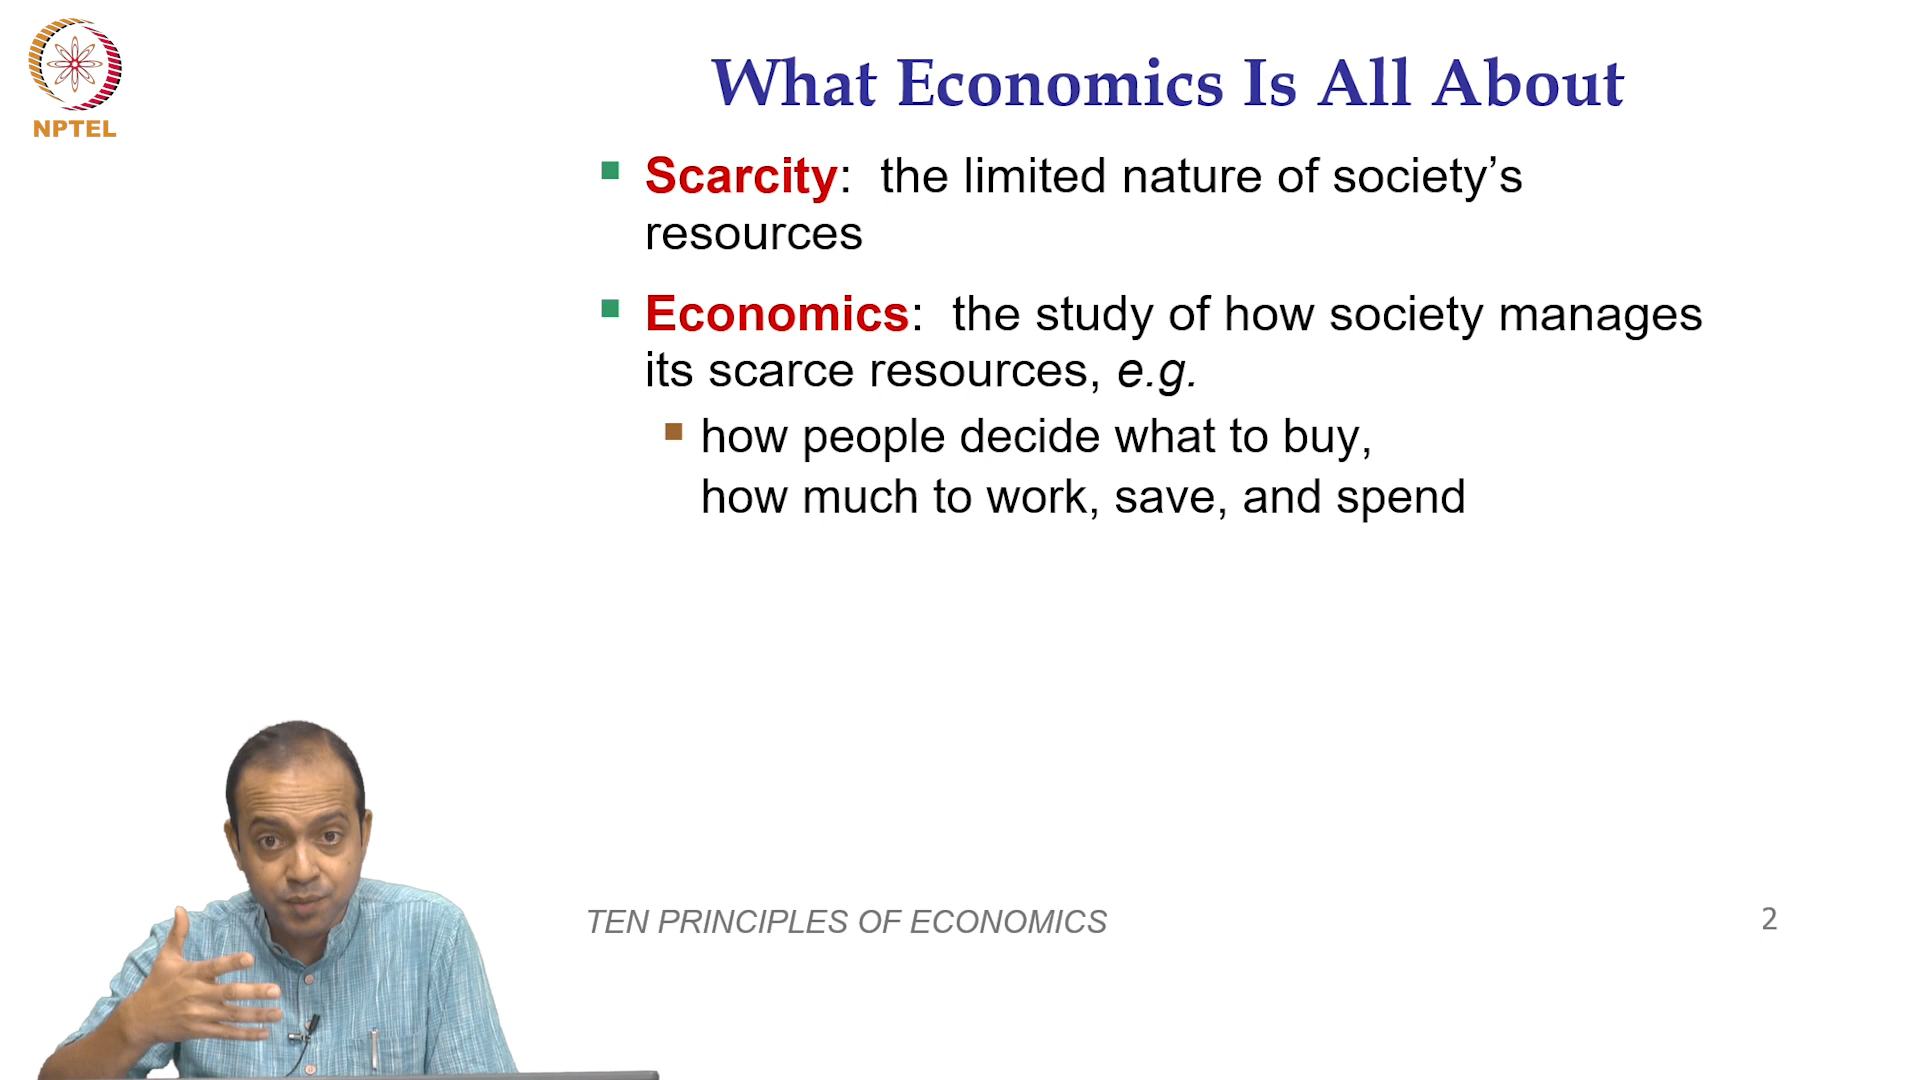 NPTEL
What Economics Is All About
Scarcity: the limited nature of society’s
resources
Economics: the study of how society manages
its scarce resources, e.g.
how people decide what to buy,
how much to work, save, and spend
TEN PRINCIPLES OF ECONOMICS
2